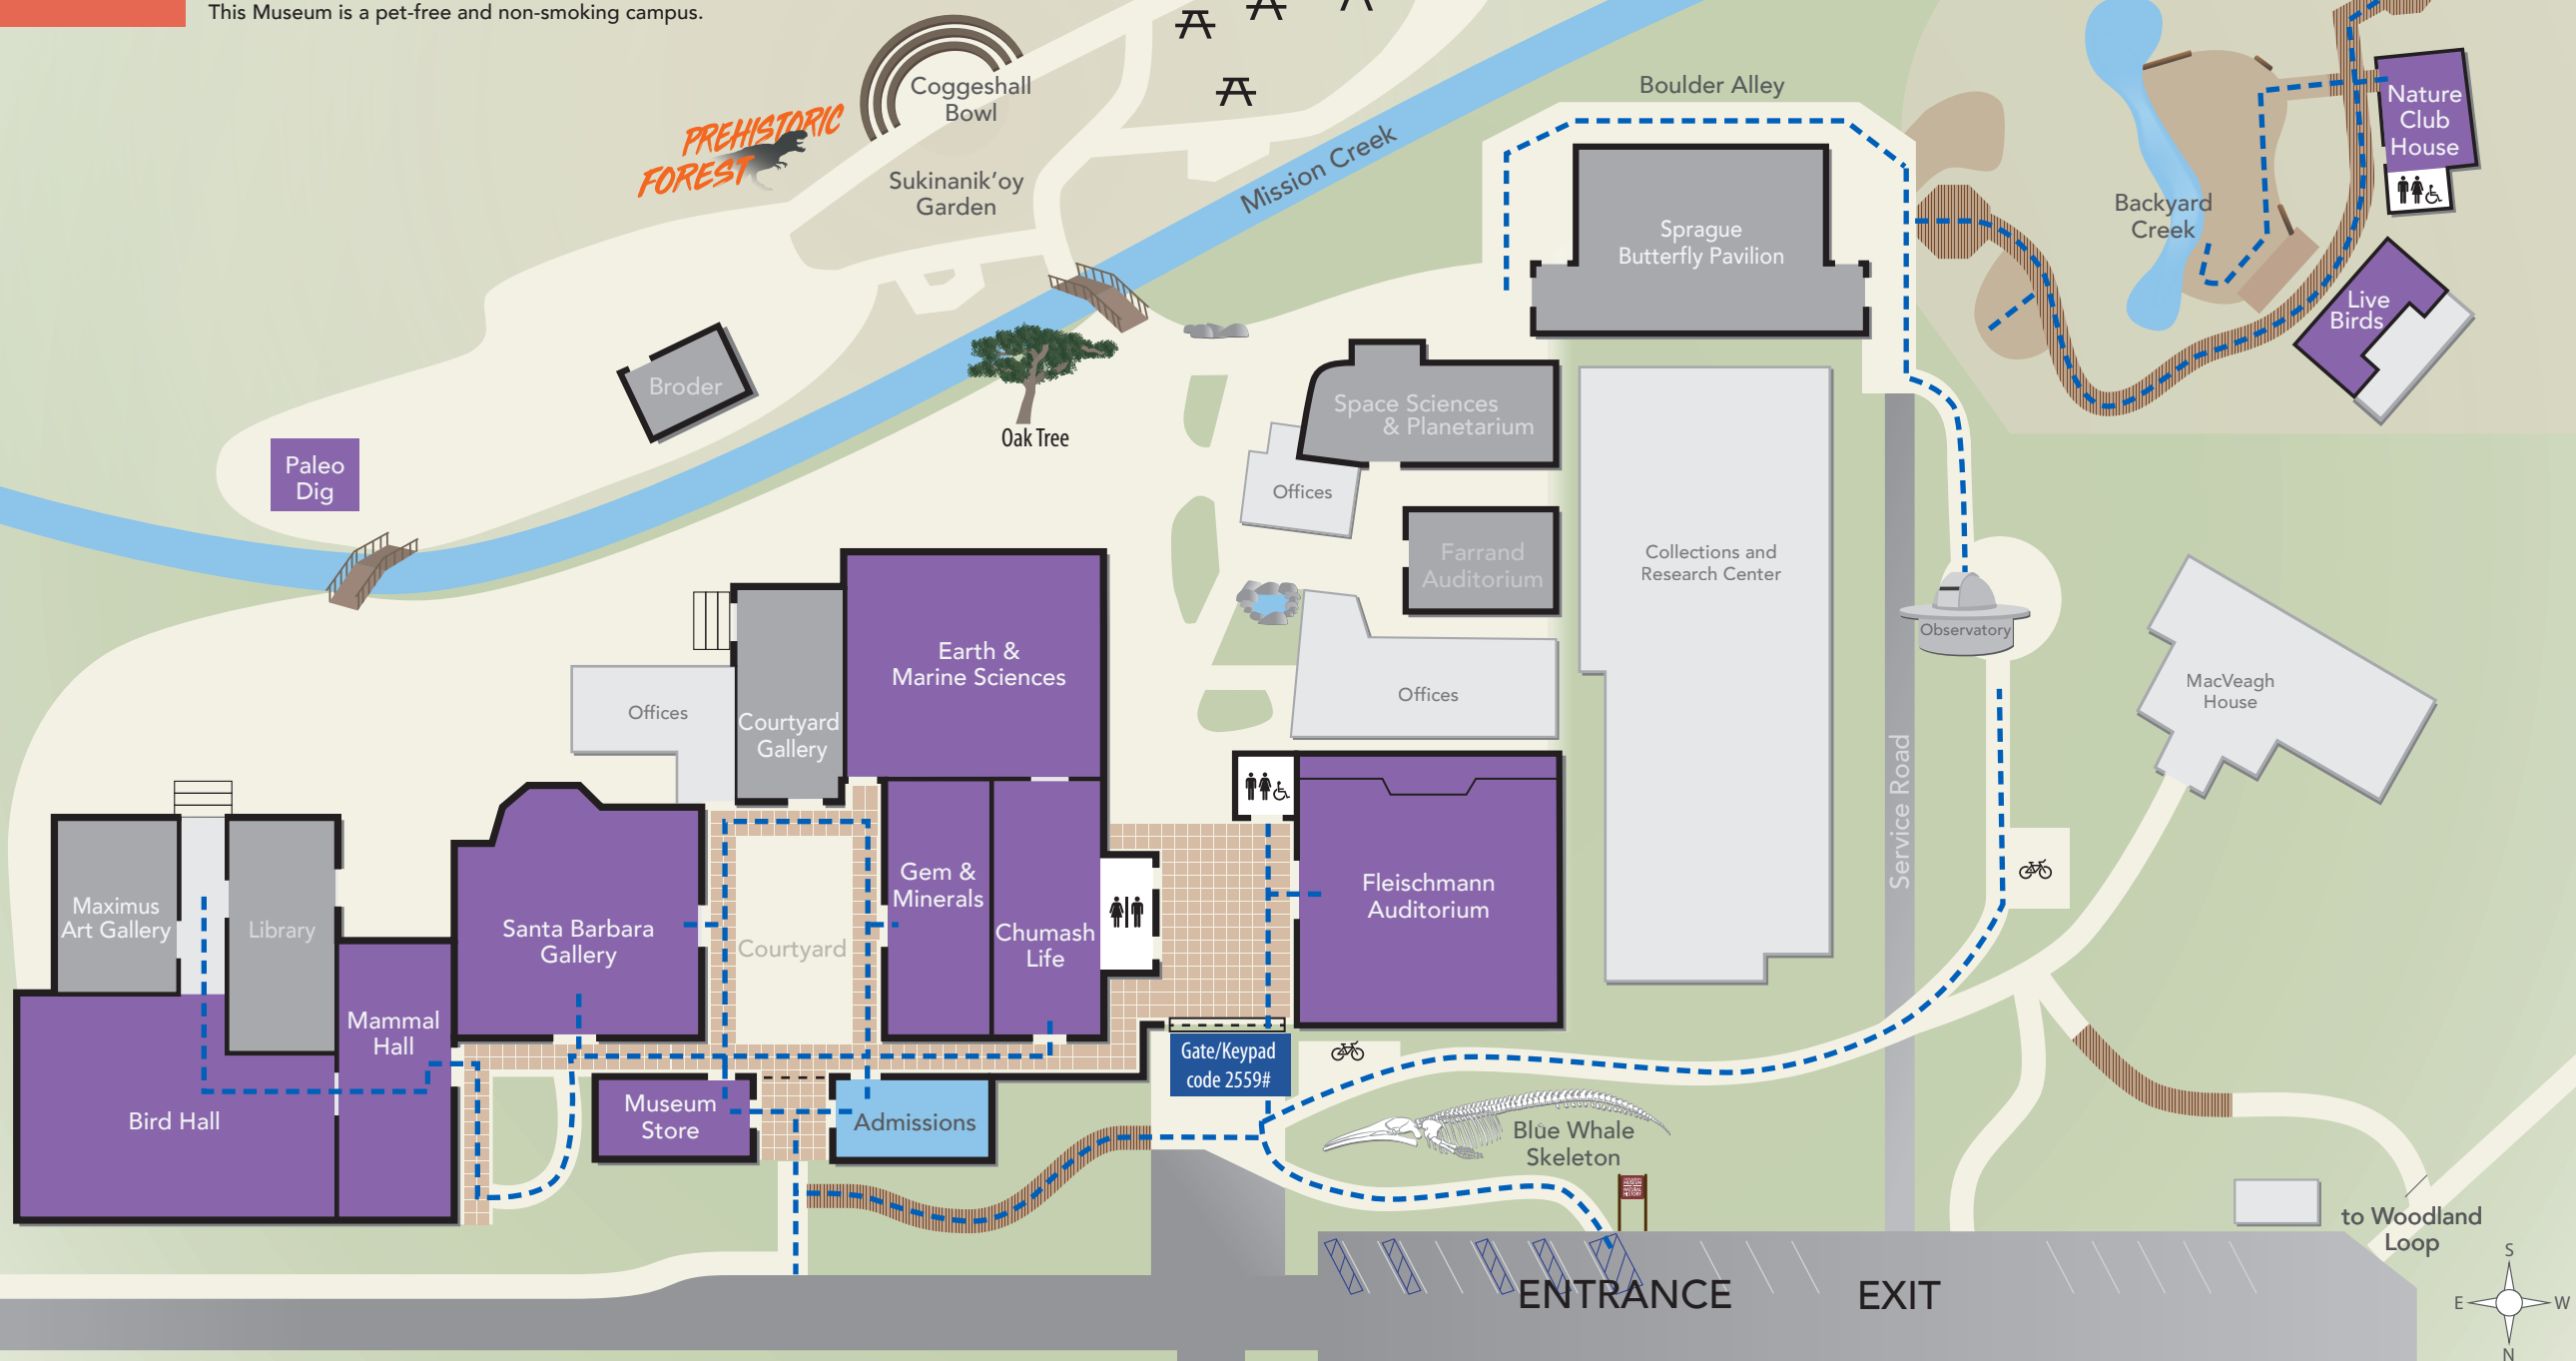 This Museum is a pet-free and non-smoking campus.
Coggeshall
Bowl
PREHISTORIC
FOREST
Sukinanik'oy
Garden
Mission Creek
Boulder Alley
Sprague
Butterfly Pavilion
Nature
Club
House
Backyard
Creek
Live
Birds
Broder
Oak Tree
Space Sciences
& Planetarium
Offices
Paleo
Dig
Farrand
Auditorium
Collections and
Research Center
Observatory
Earth &
Marine Sciences
Offices
Courtyard
Gallery
Offices
MacVeagh
House
Service Road
Maximus
Art Gallery
Library
Santa Barbara
Gallery
Courtyard
Gem &
Minerals
Chumash
Life
Fleischmann
Auditorium
Mammal
Hall
Bird Hall
Museum
Store
Admissions
Gate/Keypad
code 2559#
Blue Whale
Skeleton
to Woodland
Loop
ENTRANCE
EXIT
S
E
W
N